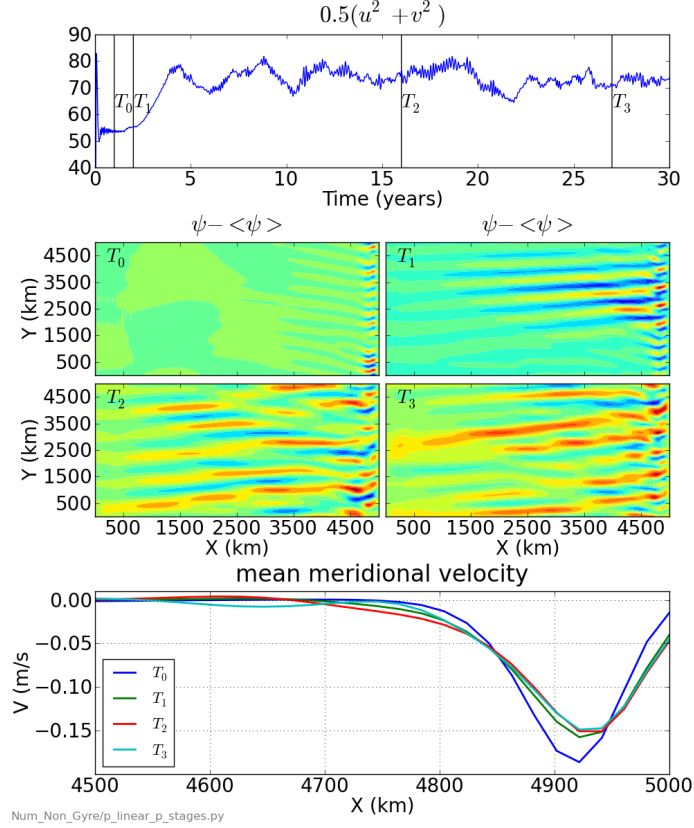 0.5(u² + v² )
90
80
70
60
50
40
T₀ T₁ T₂ T₃
0 5 10 15 20 25 30
Time (years)
ψ− <ψ> ψ− <ψ>
Y (km)
4500
3500
2500
1500
500
T₀ T₁
Y (km)
4500
3500
2500
1500
500
T₂ T₃
500 1500 2500 3500 4500 500 1500 2500 3500 4500
X (km) X (km)
mean meridional velocity
V (m/s
0.00
−0.05
−0.10
−0.15
T₀
T₁
T₂
T₃
4500 4600 4700 4800 4900 5000
X (km)
Num_Non_Gyre/p_linear_p_stages.py